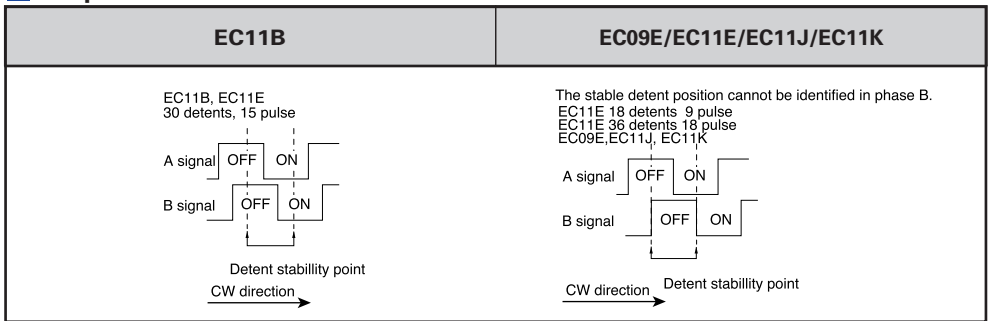 EC11B
EC09E/EC11E/EC11J/EC11K
EC11B, EC11E
30 detents, 15 pulse
A signal OFF ON
B signal OFF ON
Detent stabillity point
CW direction
The stable detent position cannot be identified in phase B.
EC11E 18 detents 9 pulse
EC11E 36 detents 18 pulse
EC09E,EC11J, EC11K
A signal OFF ON
B signal OFF ON
Detent stabillity point
CW direction